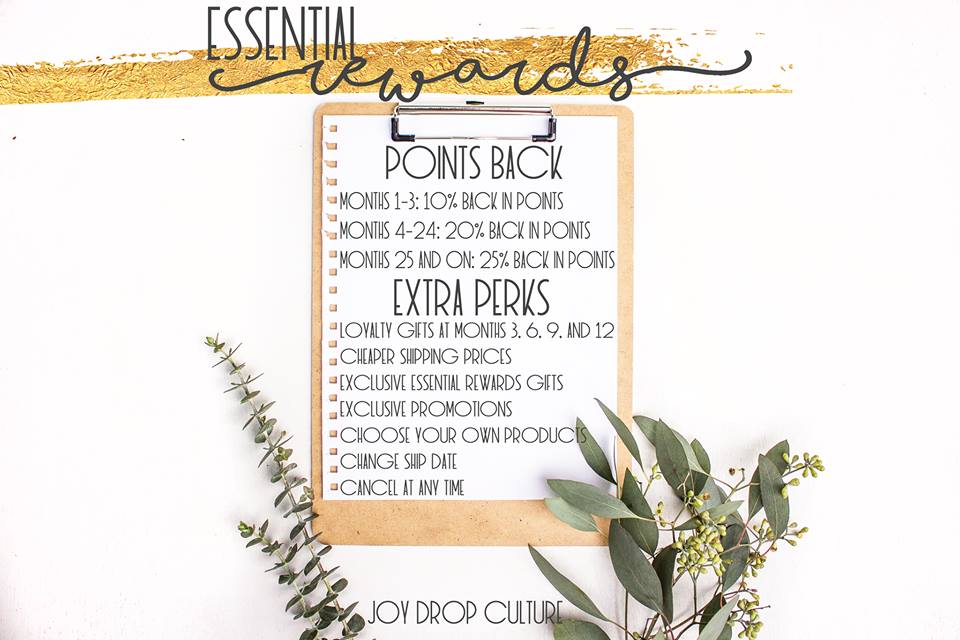 ESSENTIAL
rewards
POINTS BACK
MONTHS 1-3: 10% BACK IN POINTS
MONTHS 4-24: 20% BACK IN POINTS
MONTHS 25 AND ON: 25% BACK IN POINTS
EXTRA PERKS
LOYALTY GIFTS AT MONTHS 3, 6, 9, AND 12
CHEAPER SHIPPING PRICES
EXCLUSIVE ESSENTIAL REWARDS GIFTS
EXCLUSIVE PROMOTIONS
CHOOSE YOUR OWN PRODUCTS
CHANGE SHIP DATE
CANCEL AT ANY TIME
JOY DROP CULTURE